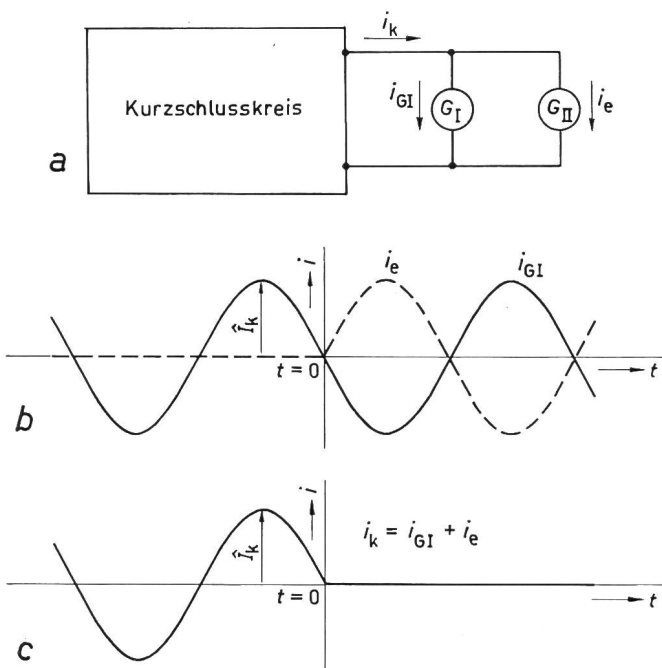 i_k
Kurzschlusskreis
i_GI
G_I
G_II
i_e
a
i
i_e
i_GI
Î_k
t = 0
t
b
i
Î_k
i_k = i_GI + i_e
t = 0
t
c